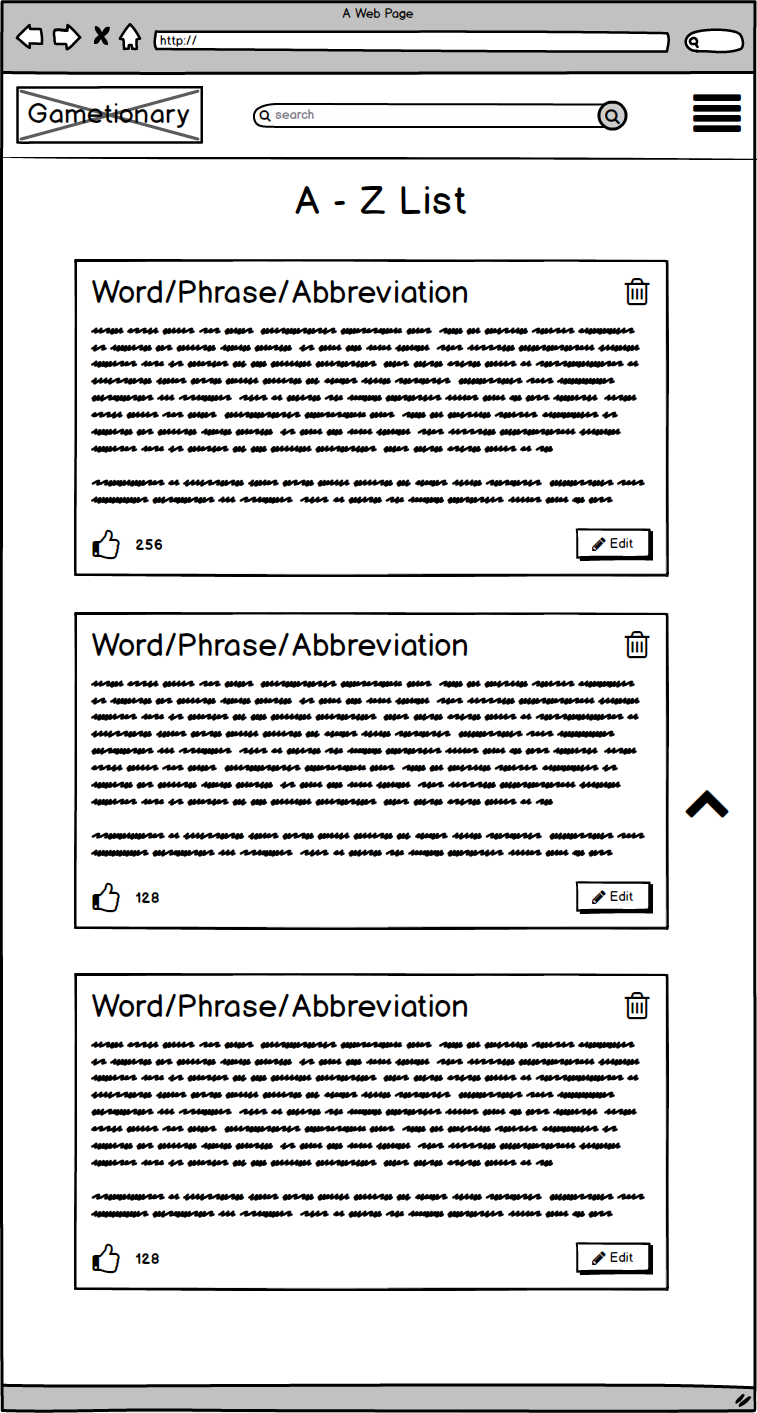 A Web Page
http://
Gametionary
search
A - Z List
Word/Phrase/Abbreviation
256
Edit
Word/Phrase/Abbreviation
128
Edit
Word/Phrase/Abbreviation
128
Edit